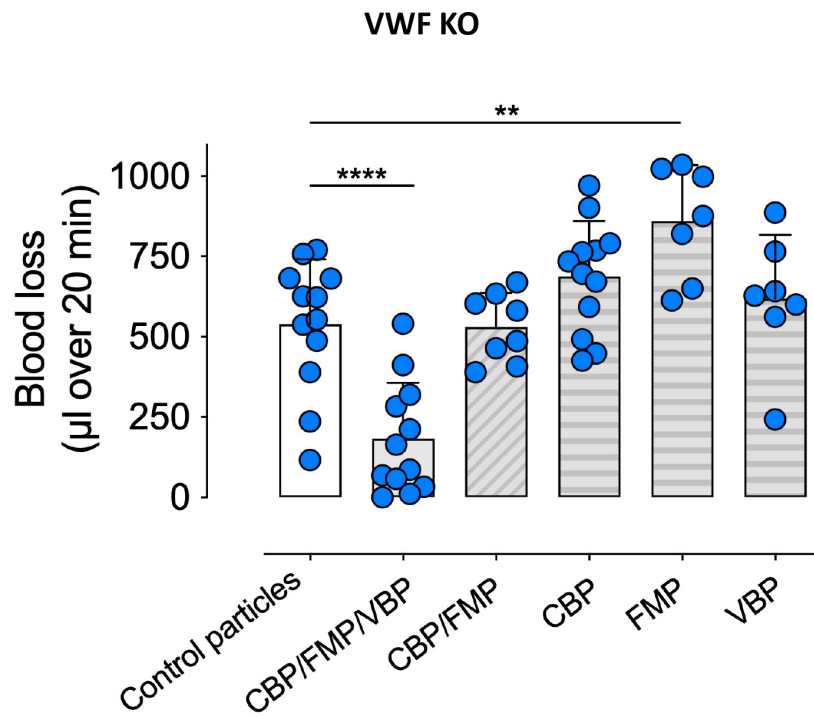 VWF KO
**
****
Blood loss
(µl over 20 min)
1000
750
500
250
0
Control particles
CBP/FMP/VBP
CBP/FMP
CBP
FMP
VBP